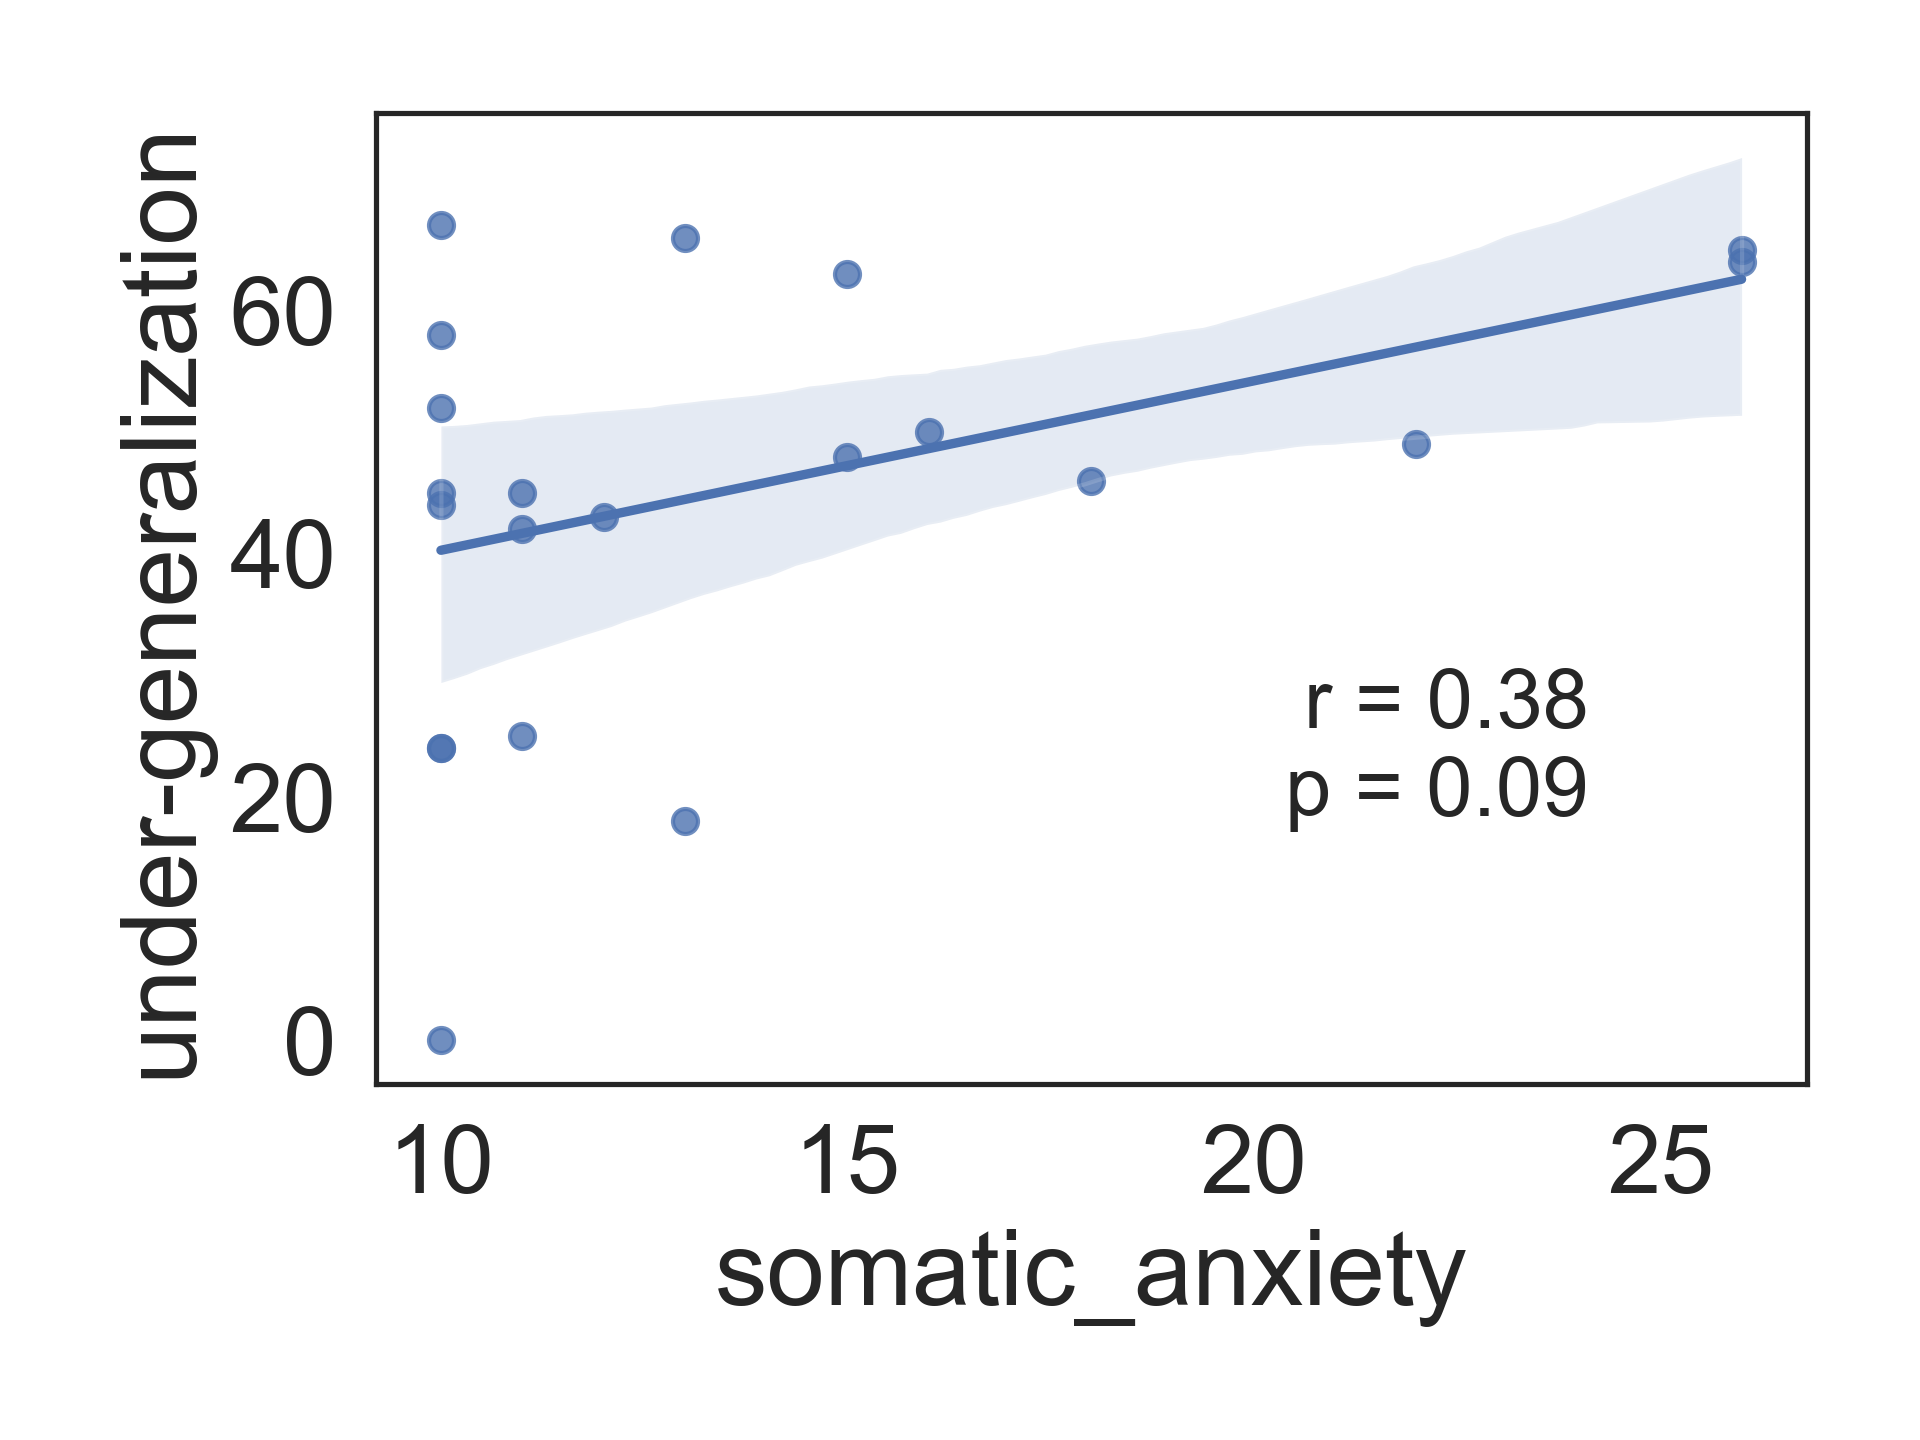 under-generalization
60
40
20
0
r = 0.38
p = 0.09
10 15 20 25
somatic_anxiety